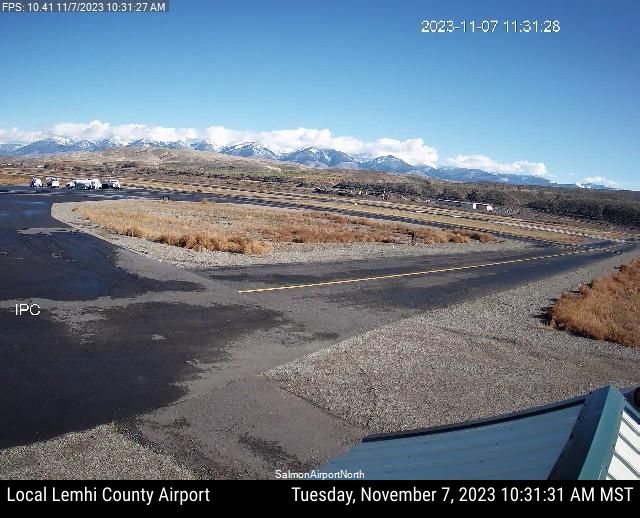 FPS: 10.41 11/7/2023 10:31:27 AM
2023-11-07 11:31:28
IPC
SalmonAirportNorth
Local Lemhi County Airport Tuesday, November 7, 2023 10:31:31 AM MST